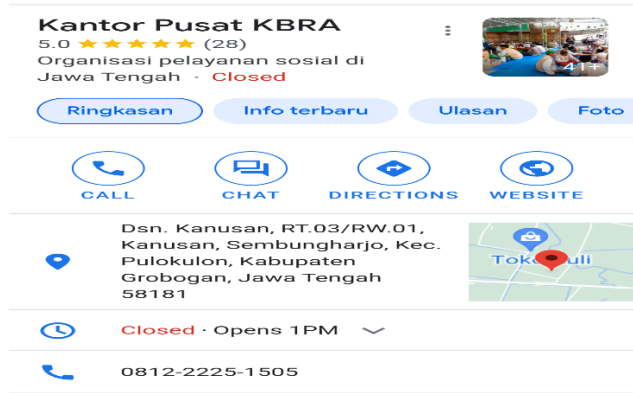 Kantor Pusat KBRA
5.0 ★★★★★ (28)
Organisasi pelayanan sosial di
Jawa Tengah · Closed
41+
Ringkasan
Info terbaru
Ulasan
Foto
CALL
CHAT
DIRECTIONS
WEBSITE
Dsn. Kanusan, RT.03/RW.01,
Kanusan, Sembungharjo, Kec.
Pulokulon, Kabupaten
Grobogan, Jawa Tengah
58181
Closed · Opens 1PM
0812-2225-1505